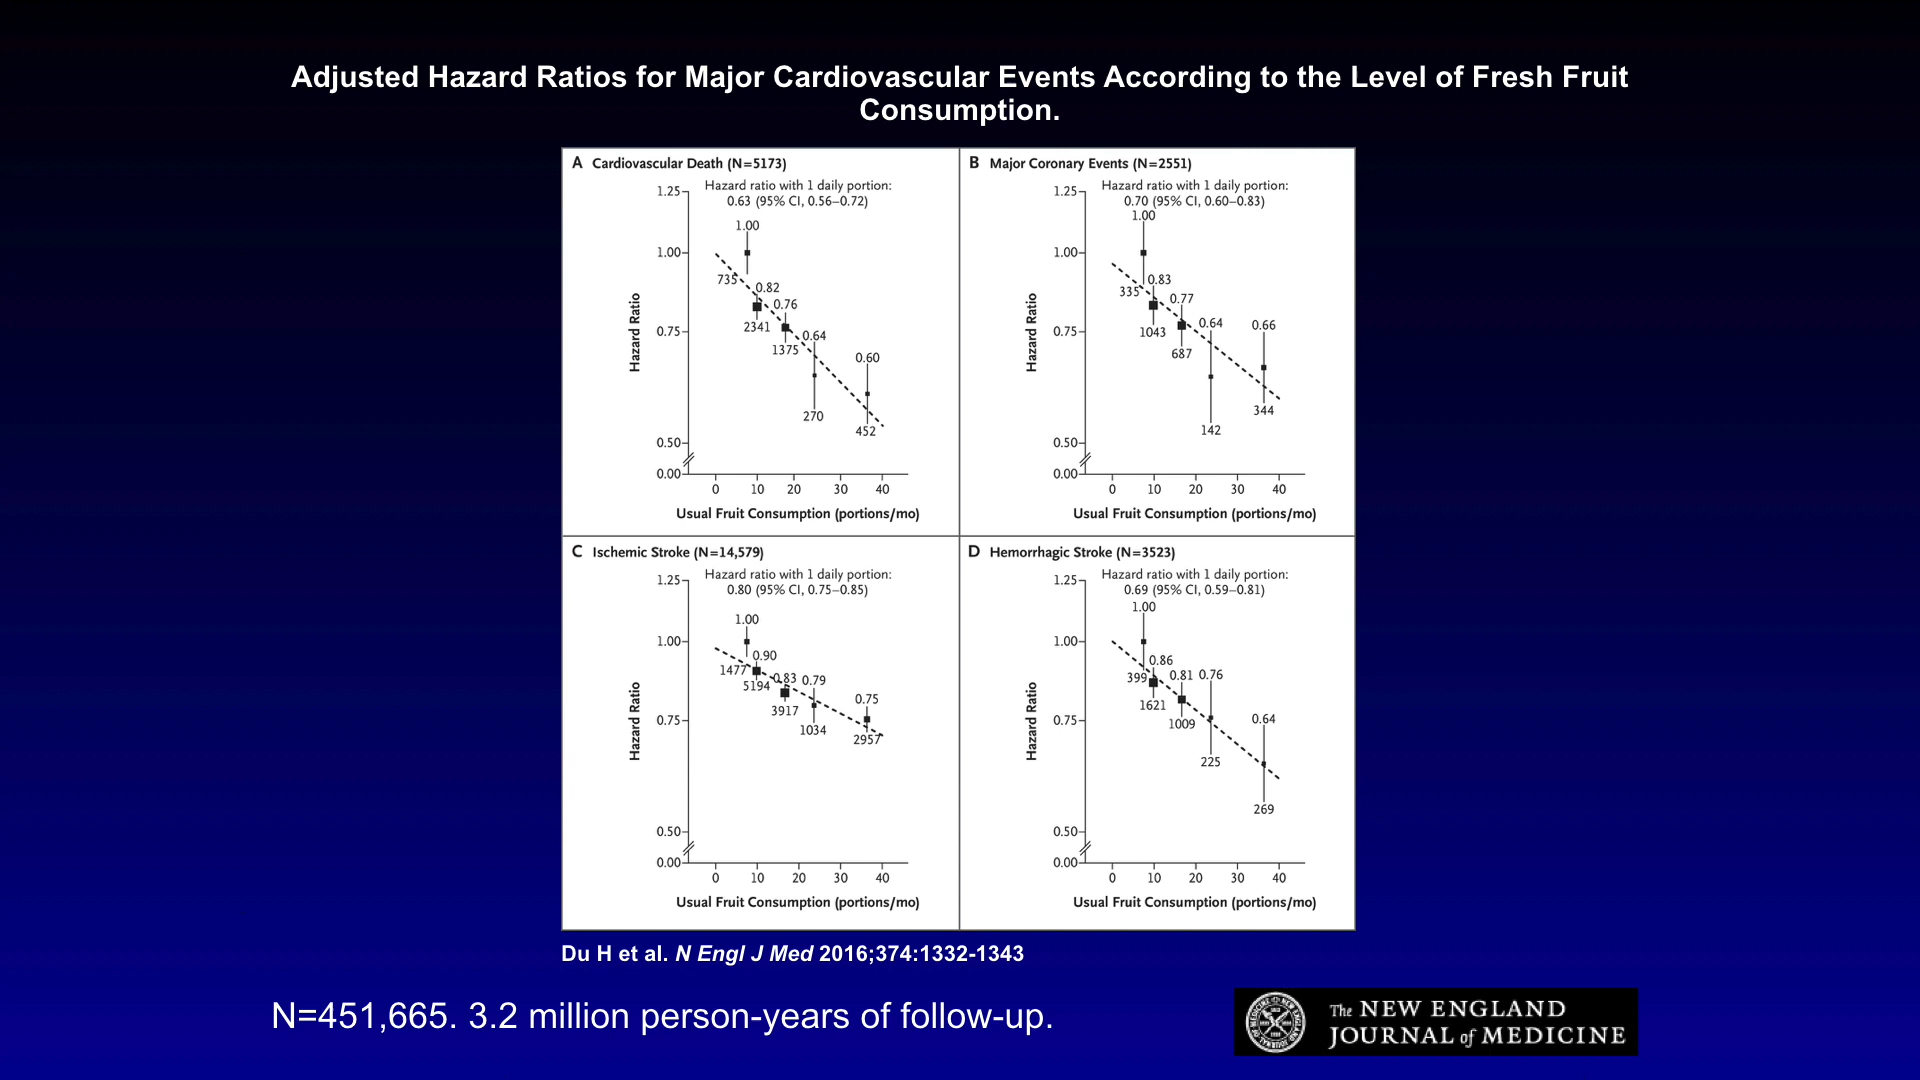 Adjusted Hazard Ratios for Major Cardiovascular Events According to the Level of Fresh Fruit
Consumption.
A Cardiovascular Death (N=5173)
Hazard ratio with 1 daily portion:
0.63 (95% CI, 0.56–0.72)
1.25
1.00
0.75
0.50
0.00
Hazard Ratio
1.00
735
0.82
2341
0.76
1375
0.64
270
0.60
452
0 10 20 30 40
Usual Fruit Consumption (portions/mo)
B Major Coronary Events (N=2551)
Hazard ratio with 1 daily portion:
0.70 (95% CI, 0.60–0.83)
1.25
1.00
0.75
0.50
0.00
Hazard Ratio
1.00
335
0.83
1043
0.77
687
0.64
142
0.66
344
0 10 20 30 40
Usual Fruit Consumption (portions/mo)
C Ischemic Stroke (N=14,579)
Hazard ratio with 1 daily portion:
0.80 (95% CI, 0.75–0.85)
1.25
1.00
0.75
0.50
0.00
Hazard Ratio
1.00
1477
0.90
5194
0.83
3917
0.79
1034
0.75
2957
0 10 20 30 40
Usual Fruit Consumption (portions/mo)
D Hemorrhagic Stroke (N=3523)
Hazard ratio with 1 daily portion:
0.69 (95% CI, 0.59–0.81)
1.25
1.00
0.75
0.50
0.00
Hazard Ratio
1.00
399
0.86
1621
0.81
1009
0.76
225
0.64
269
0 10 20 30 40
Usual Fruit Consumption (portions/mo)
Du H et al. N Engl J Med 2016;374:1332-1343
N=451,665. 3.2 million person-years of follow-up.
The NEW ENGLAND
JOURNAL of MEDICINE